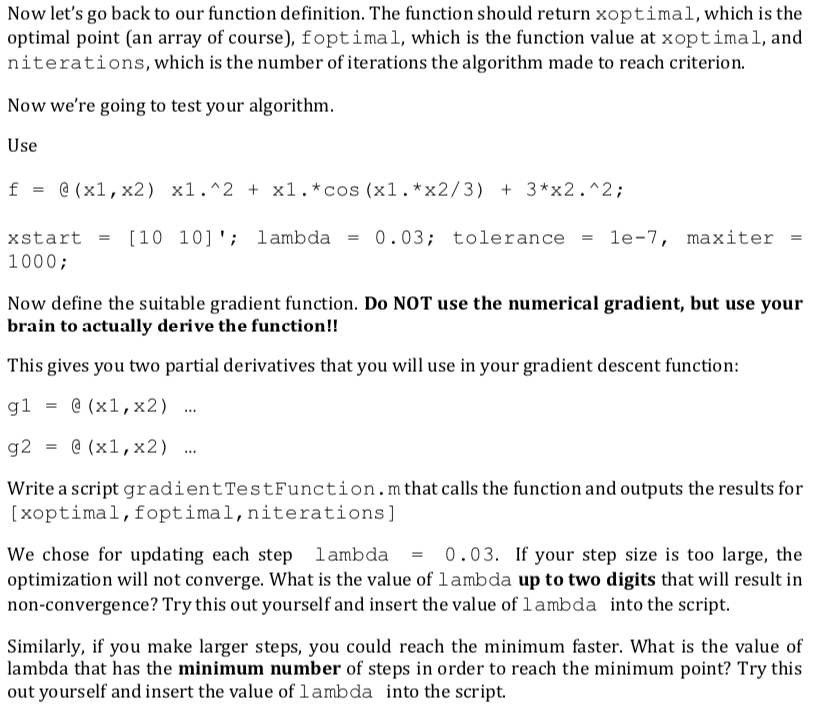 Now let's go back to our function definition. The function should return xoptimal, which is the
optimal point (an array of course), foptimal, which is the function value at xoptimal, and
niterations, which is the number of iterations the algorithm made to reach criterion.
Now we're going to test your algorithm.
Use
f = @(x1,x2) x1.^2 + x1.*cos(x1.*x2/3) + 3*x2.^2;
xstart = [10 10]'; lambda = 0.03; tolerance = 1e-7, maxiter =
1000;
Now define the suitable gradient function. Do NOT use the numerical gradient, but use your
brain to actually derive the function!!
This gives you two partial derivatives that you will use in your gradient descent function:
g1 = @(x1,x2) …
g2 = @(x1,x2) …
Write a script gradientTestFunction.m that calls the function and outputs the results for
[xoptimal,foptimal,niterations]
We chose for updating each step lambda = 0.03. If your step size is too large, the
optimization will not converge. What is the value of lambda up to two digits that will result in
non-convergence? Try this out yourself and insert the value of lambda into the script.
Similarly, if you make larger steps, you could reach the minimum faster. What is the value of
lambda that has the minimum number of steps in order to reach the minimum point? Try this
out yourself and insert the value of lambda into the script.